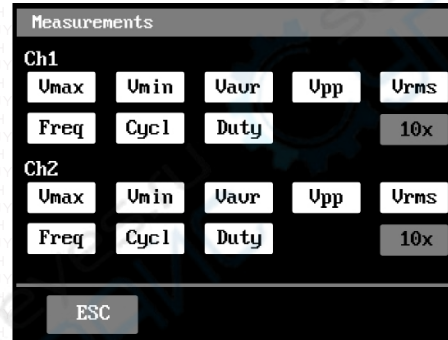 Measurements
Ch1
Vmax Vmin Vavr Vpp Vrms
Freq Cycl Duty 10x
Ch2
Vmax Vmin Vavr Vpp Vrms
Freq Cycl Duty 10x
ESC